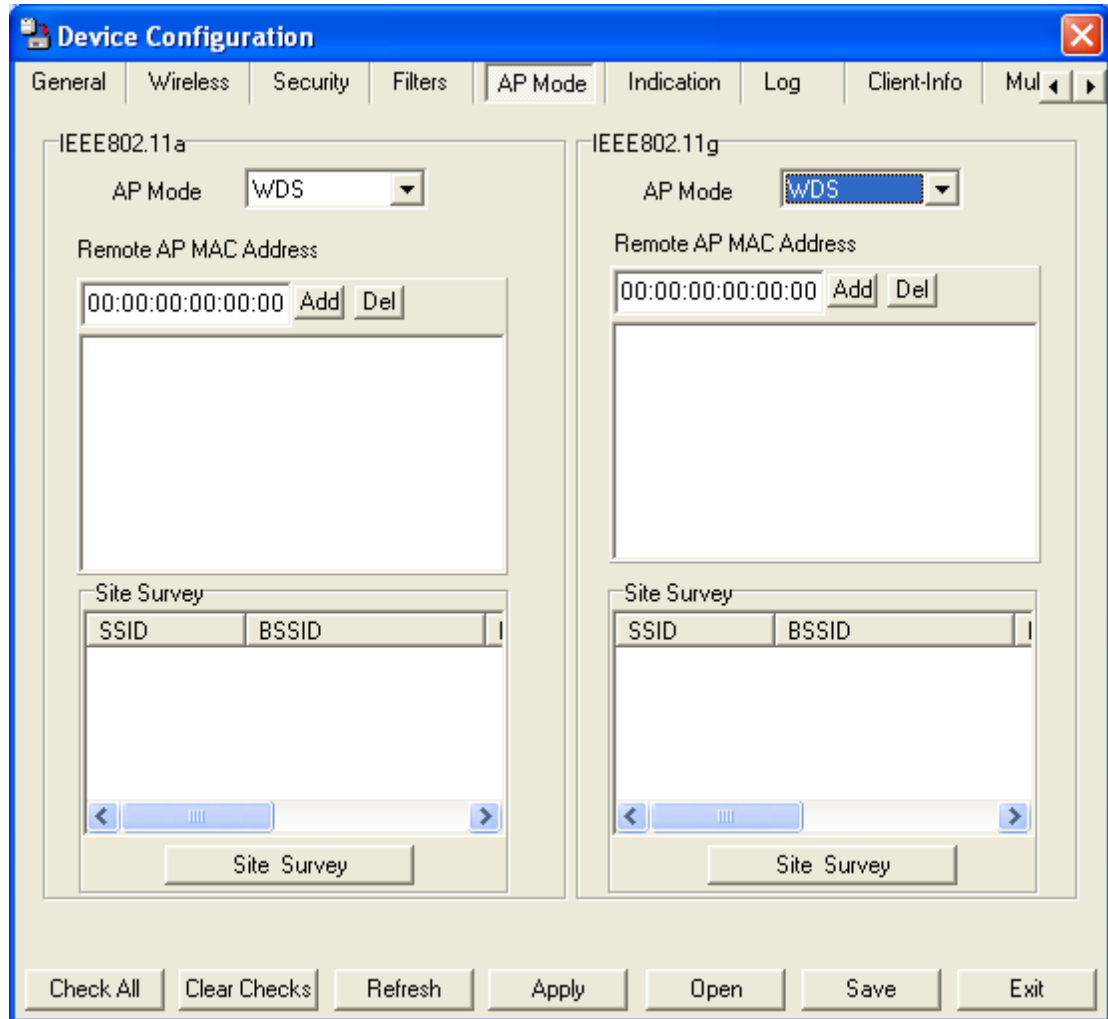 Device Configuration
General Wireless Security Filters AP Mode Indication Log Client-Info Mul
IEEE802.11a
AP Mode WDS
Remote AP MAC Address
00:00:00:00:00:00 Add Del
Site Survey
SSID BSSID
Site Survey
IEEE802.11g
AP Mode WDS
Remote AP MAC Address
00:00:00:00:00:00 Add Del
Site Survey
SSID BSSID
Site Survey
Check All Clear Checks Refresh Apply Open Save Exit